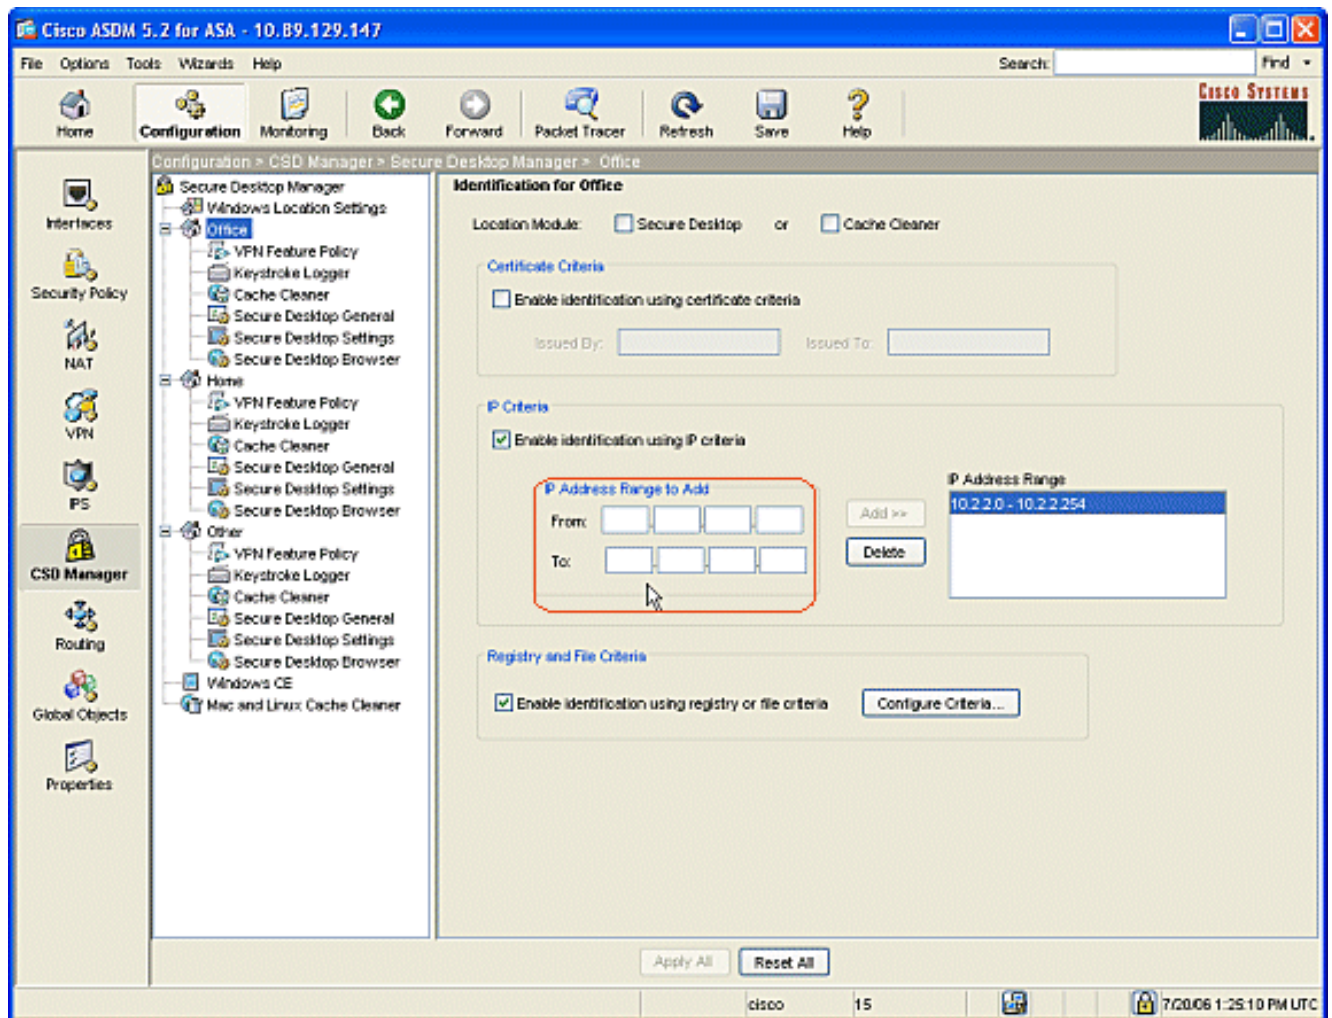 Cisco ASDM 5.2 for ASA - 10.89.129.147
File Options Tools Wizards Help Search: Find
Home Configuration Monitoring Back Forward Packet Tracer Refresh Save Help
CISCO SYSTEMS
Configuration > CSD Manager > Secure Desktop Manager > Office
Interfaces
Security Policy
NAT
VPN
IPS
CSD Manager
Routing
Global Objects
Properties
Secure Desktop Manager
Windows Location Settings
Office
VPN Feature Policy
Keystroke Logger
Cache Cleaner
Secure Desktop General
Secure Desktop Settings
Secure Desktop Browser
Home
VPN Feature Policy
Keystroke Logger
Cache Cleaner
Secure Desktop General
Secure Desktop Settings
Secure Desktop Browser
Other
VPN Feature Policy
Keystroke Logger
Cache Cleaner
Secure Desktop General
Secure Desktop Settings
Secure Desktop Browser
Windows CE
Mac and Linux Cache Cleaner
Identification for Office
Location Module: Secure Desktop or Cache Cleaner
Certificate Criteria
Enable identification using certificate criteria
Issued By: Issued To:
IP Criteria
Enable identification using IP criteria
IP Address Range to Add
From:
To:
Add >>
Delete
IP Address Range
10.2.2.0 - 10.2.2.254
Registry and File Criteria
Enable identification using registry or file criteria Configure Criteria...
Apply All Reset All
cisco 15 7/20/06 1:25:10 PM UTC